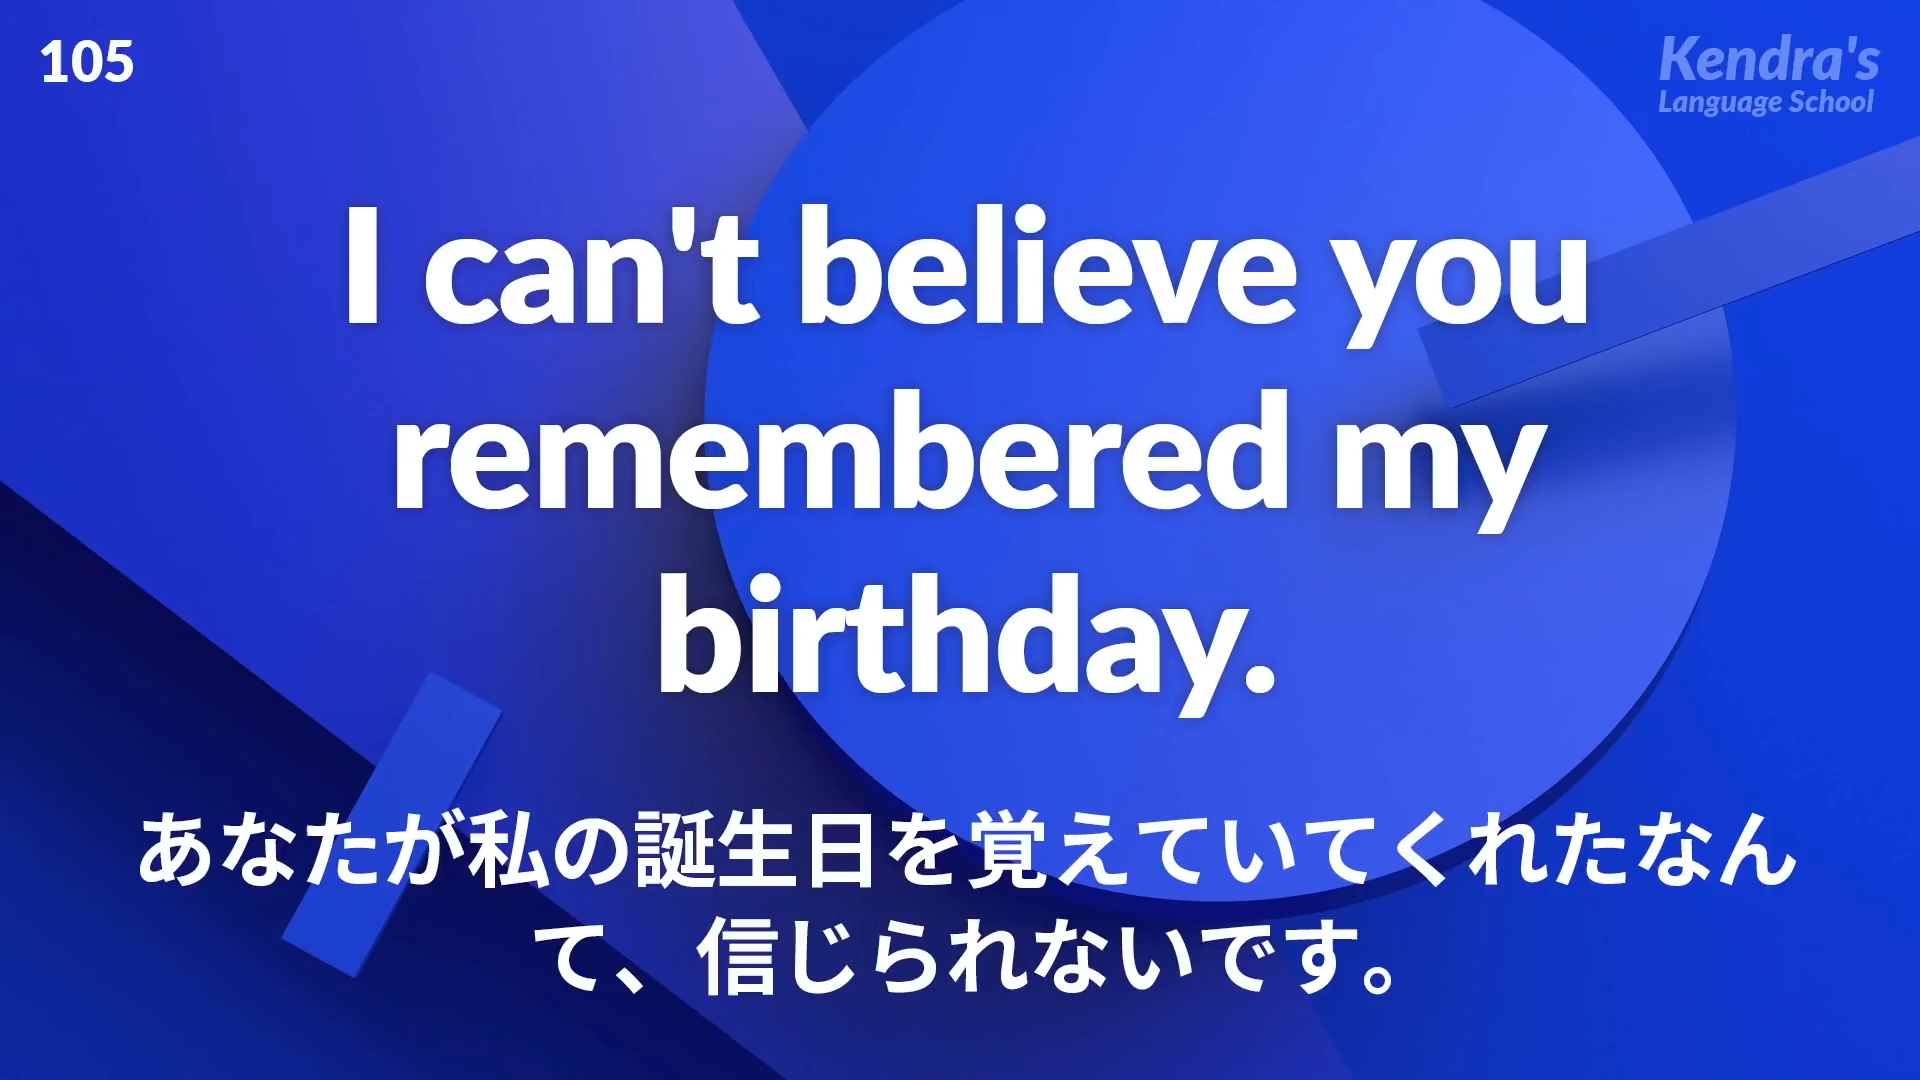 105
Kendra's
Language School
I can't believe you
remembered my
birthday.
あなたが私の誕生日を覚えていてくれたなん
て、信じられないです。